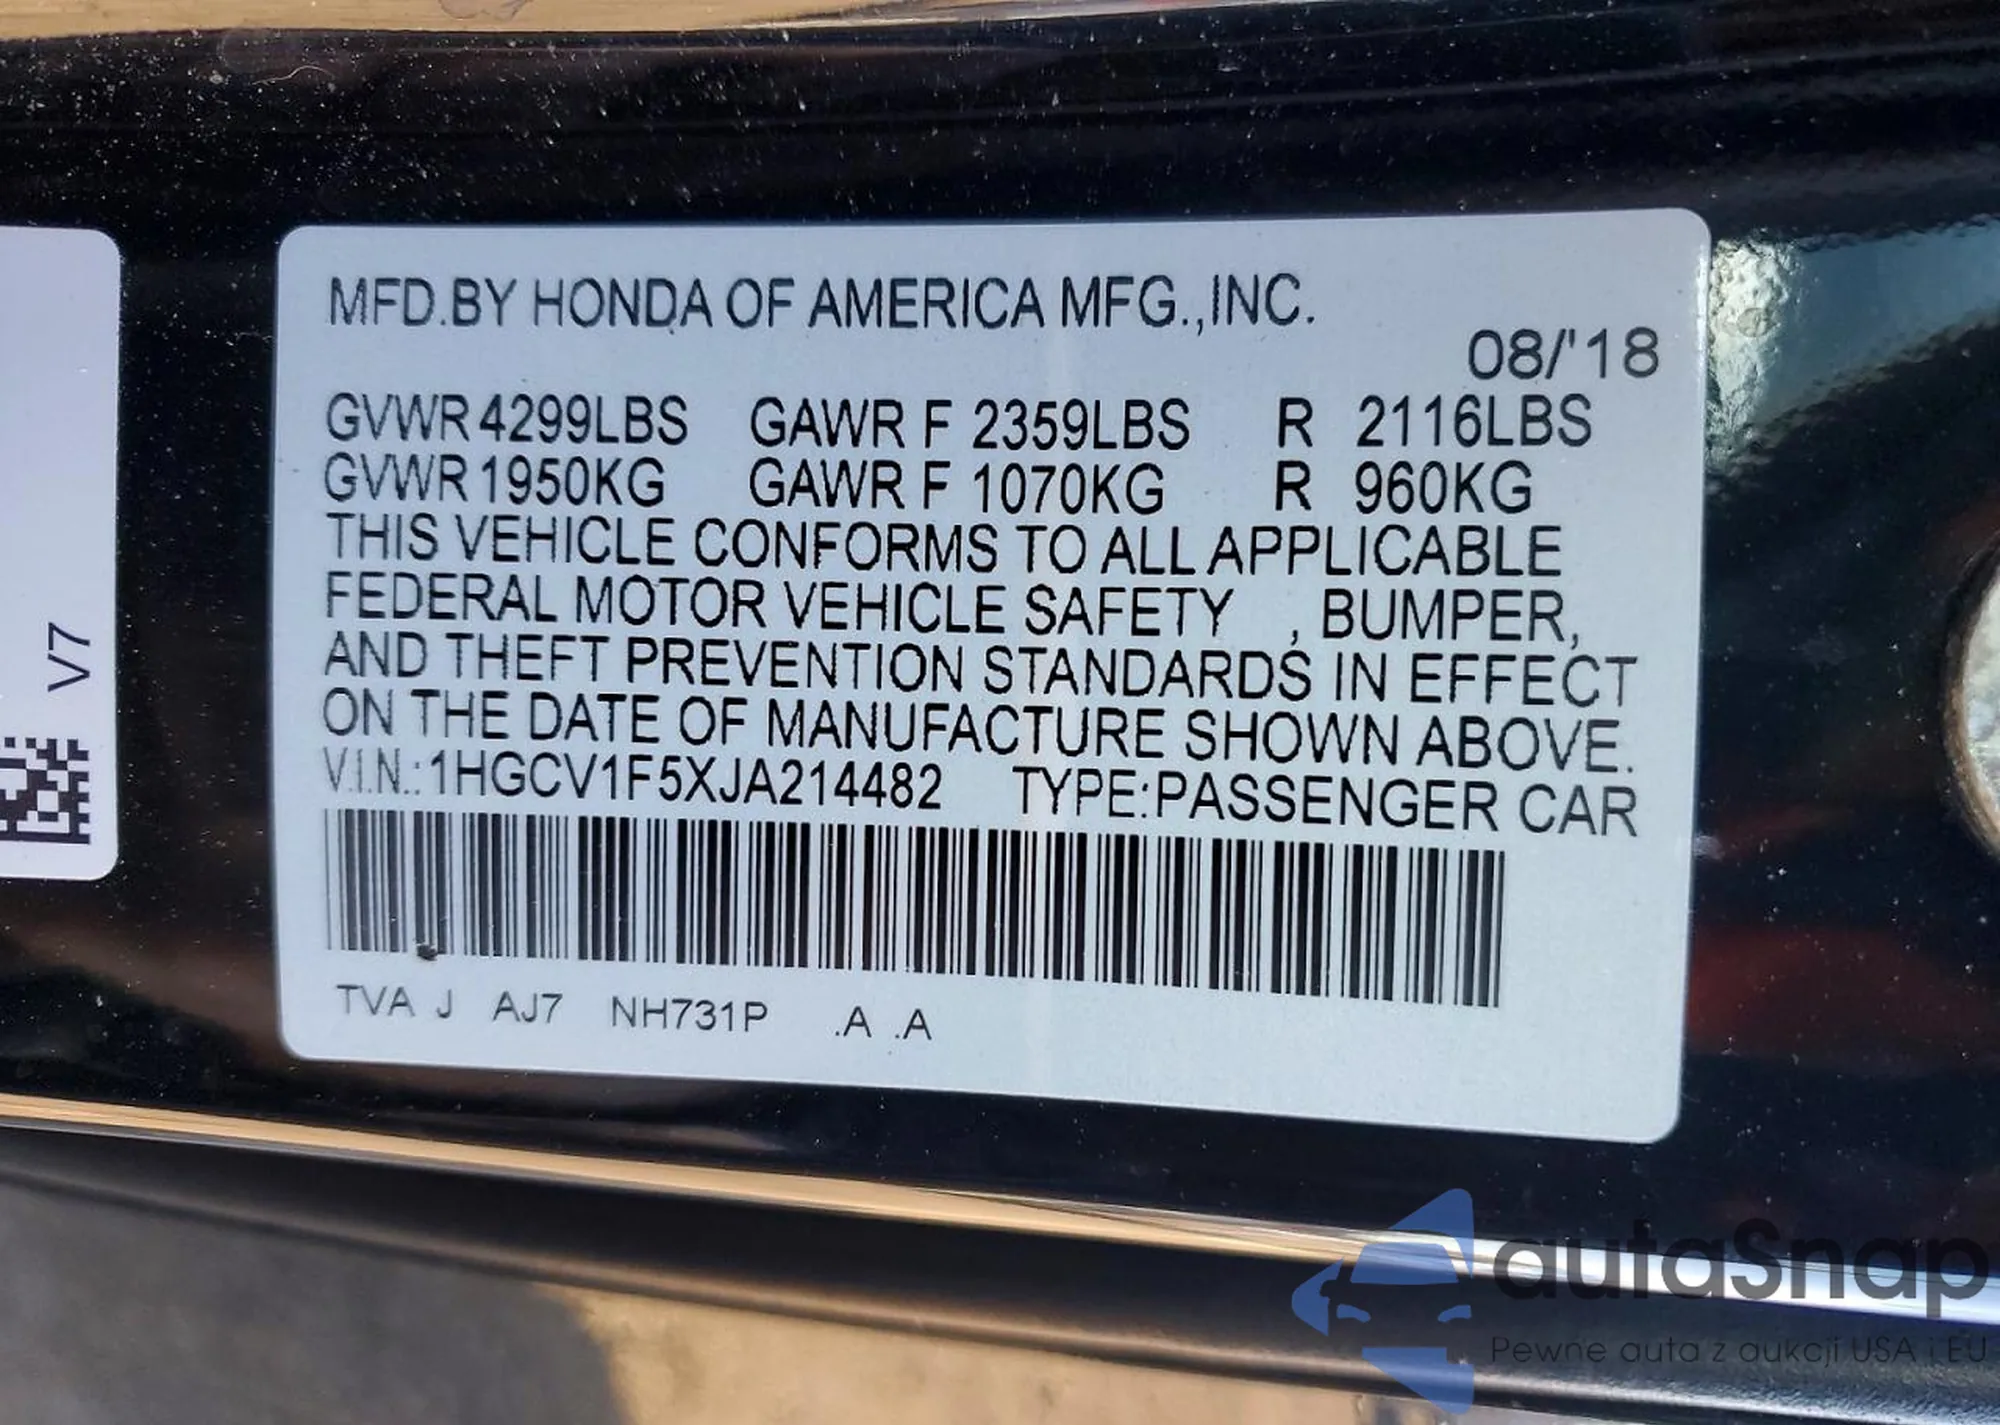 MFD.BY HONDA OF AMERICA MFG.,INC.
08/'18
GVWR 4299LBS GAWR F 2359LBS R 2116LBS
GVWR 1950KG GAWR F 1070KG R 960KG
THIS VEHICLE CONFORMS TO ALL APPLICABLE
FEDERAL MOTOR VEHICLE SAFETY , BUMPER,
AND THEFT PREVENTION STANDARDS IN EFFECT
ON THE DATE OF MANUFACTURE SHOWN ABOVE.
V.I.N.:1HGCV1F5XJA214482 TYPE:PASSENGER CAR
TVA J AJ7 NH731P .A .A
V7
autaSnap
Pewne auta z aukcji USA i EU